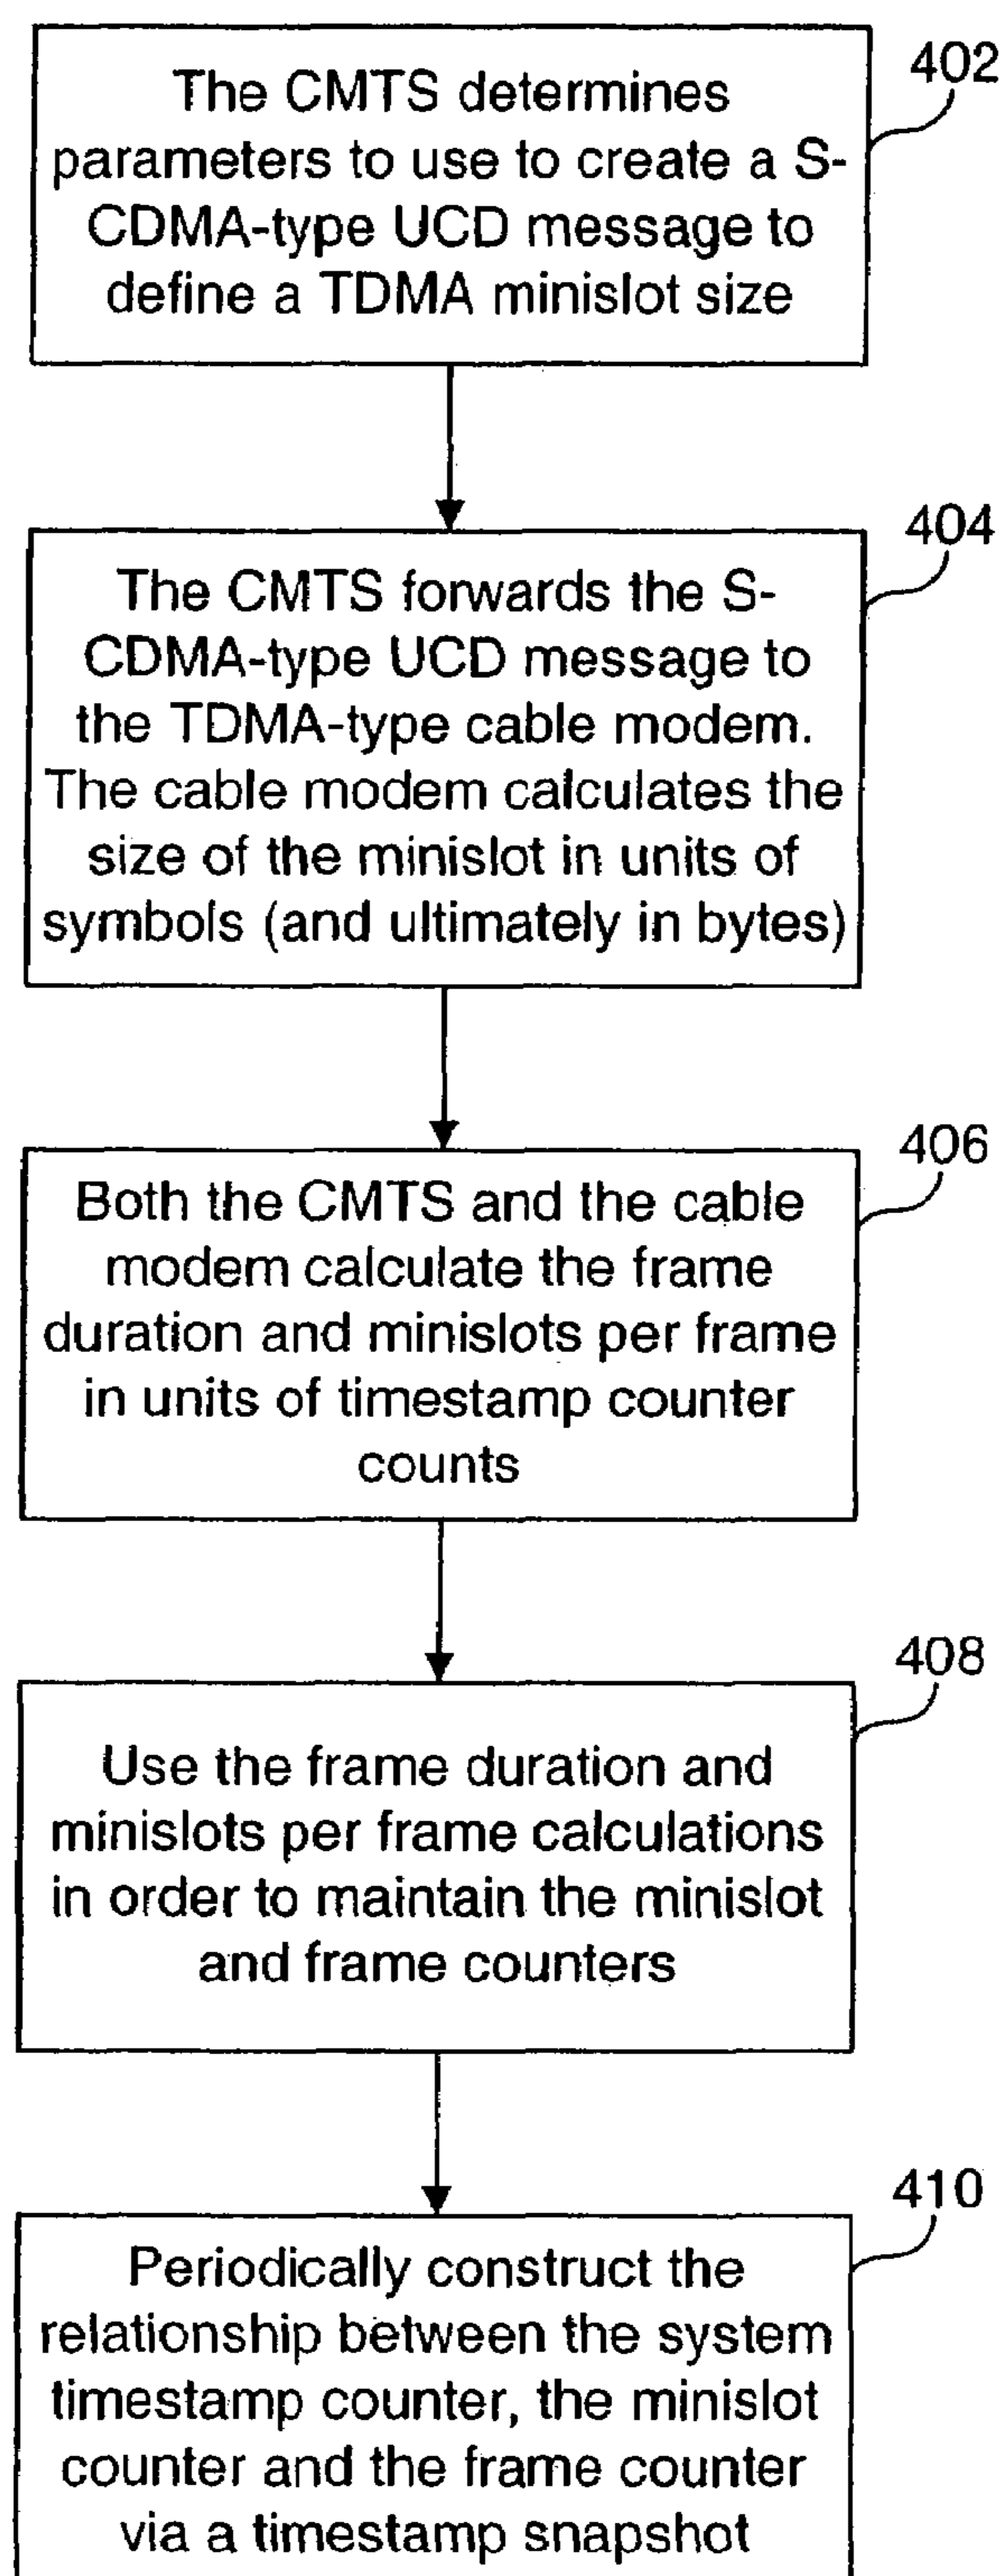 402
The CMTS determines
parameters to use to create a S-
CDMA-type UCD message to
define a TDMA minislot size
404
The CMTS forwards the S-
CDMA-type UCD message to
the TDMA-type cable modem.
The cable modem calculates the
size of the minislot in units of
symbols (and ultimately in bytes)
406
Both the CMTS and the cable
modem calculate the frame
duration and minislots per frame
in units of timestamp counter
counts
408
Use the frame duration and
minislots per frame calculations
in order to maintain the minislot
and frame counters
410
Periodically construct the
relationship between the system
timestamp counter, the minislot
counter and the frame counter
via a timestamp snapshot